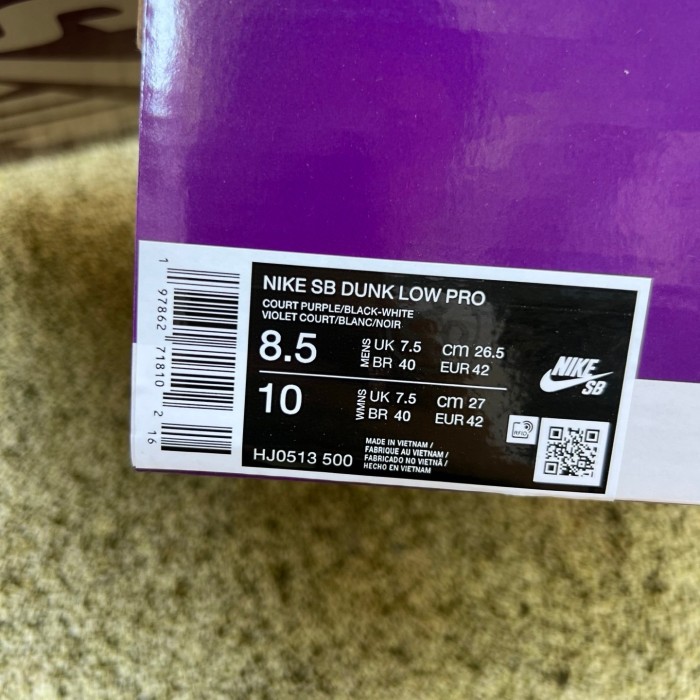 NIKE SB DUNK LOW PRO
COURT PURPLE/BLACK-WHITE
VIOLET COURT/BLANC/NOIR
8.5 MENS UK 7.5 cm 26.5
BR 40 EUR 42
10 WMNS UK 7.5 cm 27
BR 40 EUR 42
HJ0513 500
MADE IN VIETNAM /
FABRIQUE AU VIETNAM /
FABRICADO NO VIETNÃ /
HECHO EN VIETNAM
RFID
NIKE
SB
1 97862 71810 2 16